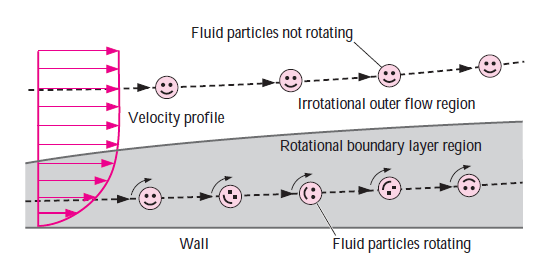 Fluid particles not rotating
Irrotational outer flow region
Velocity profile
Rotational boundary layer region
Wall
Fluid particles rotating